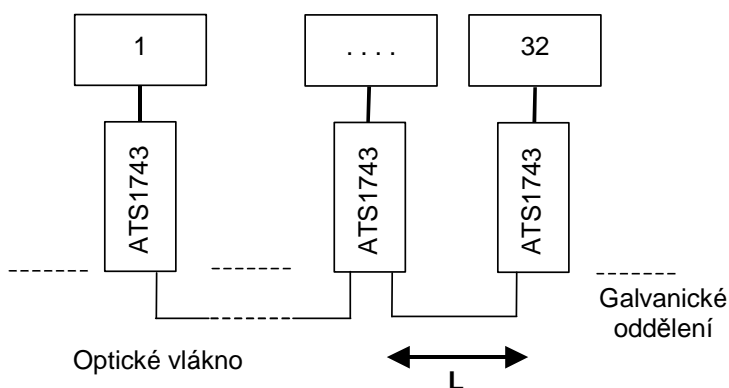 1
. . . .
32
ATS1743
ATS1743
ATS1743
Galvanické
oddělení
Optické vlákno
L